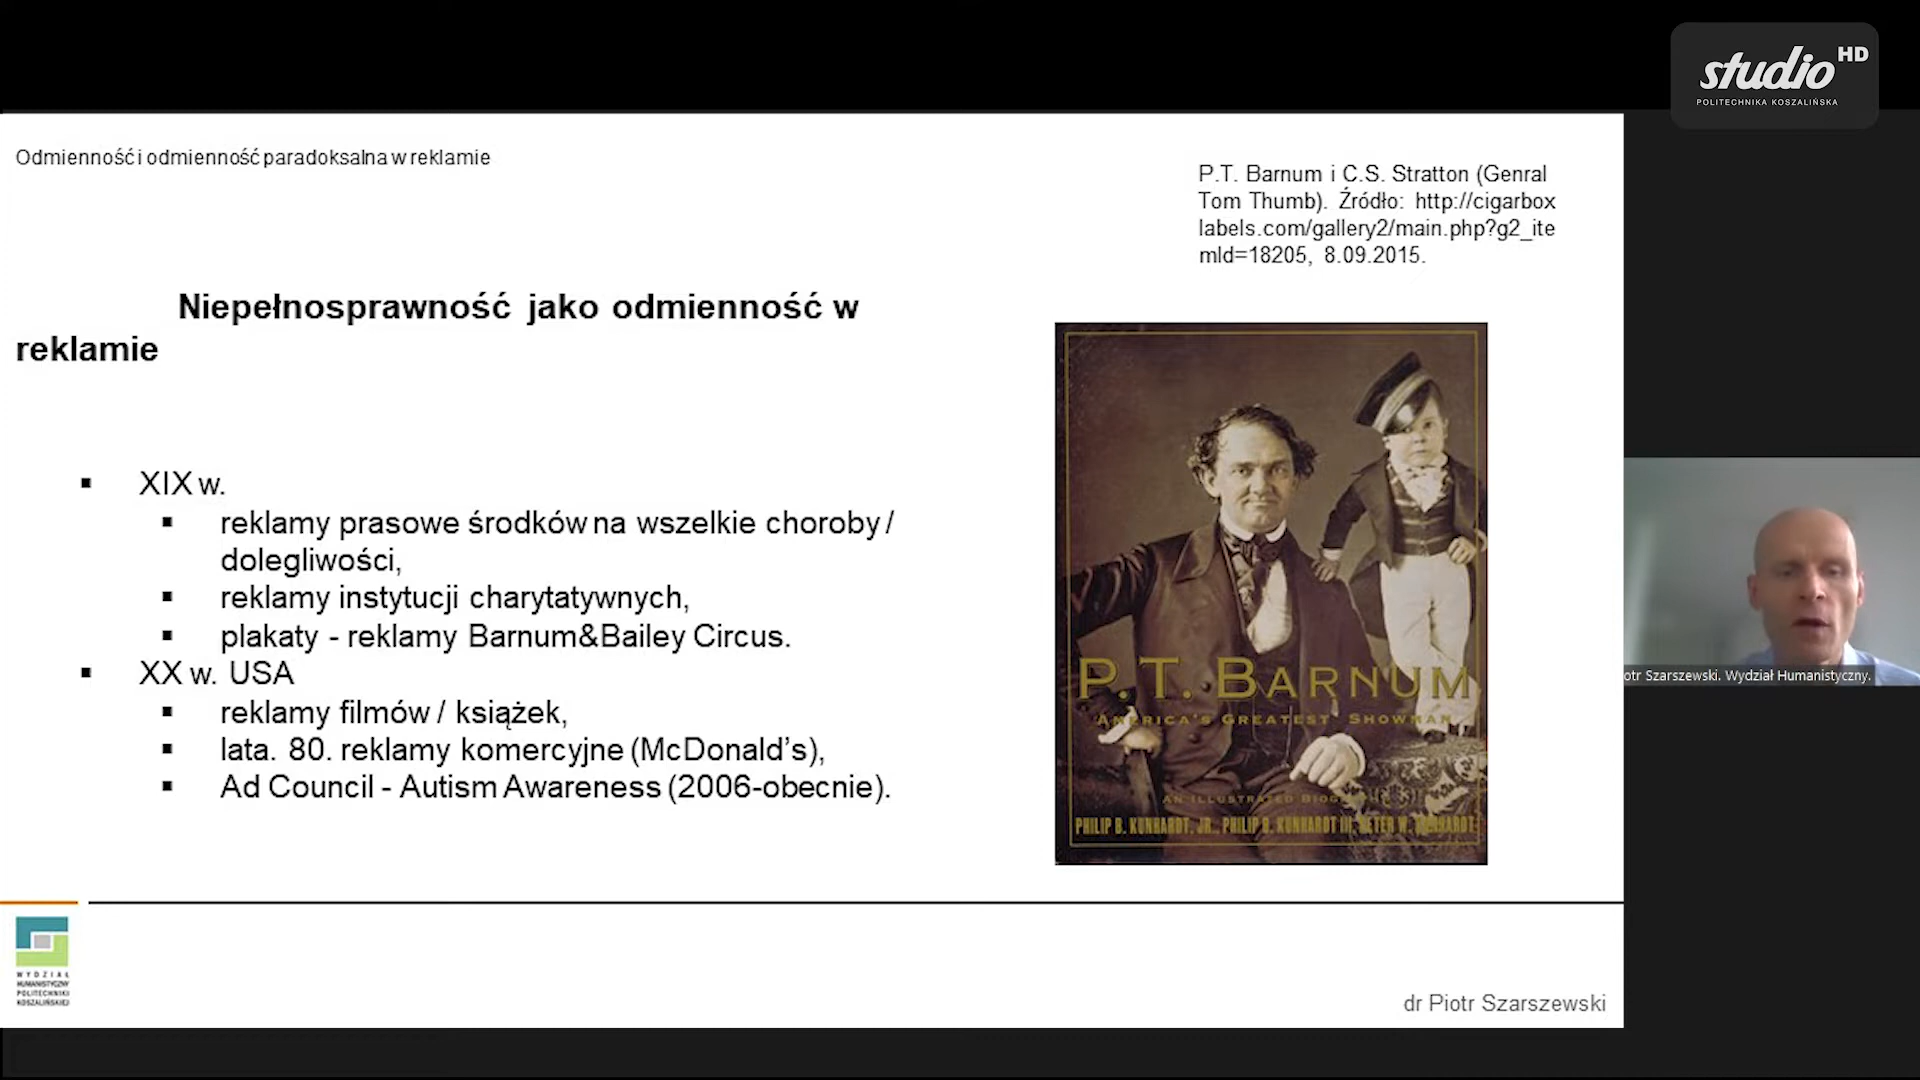 studio HD
POLITECHNIKA KOSZALIŃSKA
Odmienność i odmienność paradoksalna w reklamie
P.T. Barnum i C.S. Stratton (Genral
Tom Thumb). Źródło: http://cigarbox
labels.com/gallery2/main.php?g2_ite
mId=18205, 8.09.2015.
Niepełnosprawność jako odmienność w
reklamie
▪ XIX w.
▪ reklamy prasowe środków na wszelkie choroby /
dolegliwości,
▪ reklamy instytucji charytatywnych,
▪ plakaty - reklamy Barnum&Bailey Circus.
▪ XX w. USA
▪ reklamy filmów / książek,
▪ lata. 80. reklamy komercyjne (McDonald's),
▪ Ad Council - Autism Awareness (2006-obecnie).
P.T. BARNUM
AMERICA'S GREATEST SHOWMAN
AN ILLUSTRATED BIOGRAPHY
PHILIP B. KUNHARDT, JR., PHILIP B. KUNHARDT III, PETER W. KUNHARDT
otr Szarszewski. Wydział Humanistyczny.
WYDZIAŁ
HUMANISTYCZNY
POLITECHNIKI
KOSZALIŃSKIEJ
dr Piotr Szarszewski